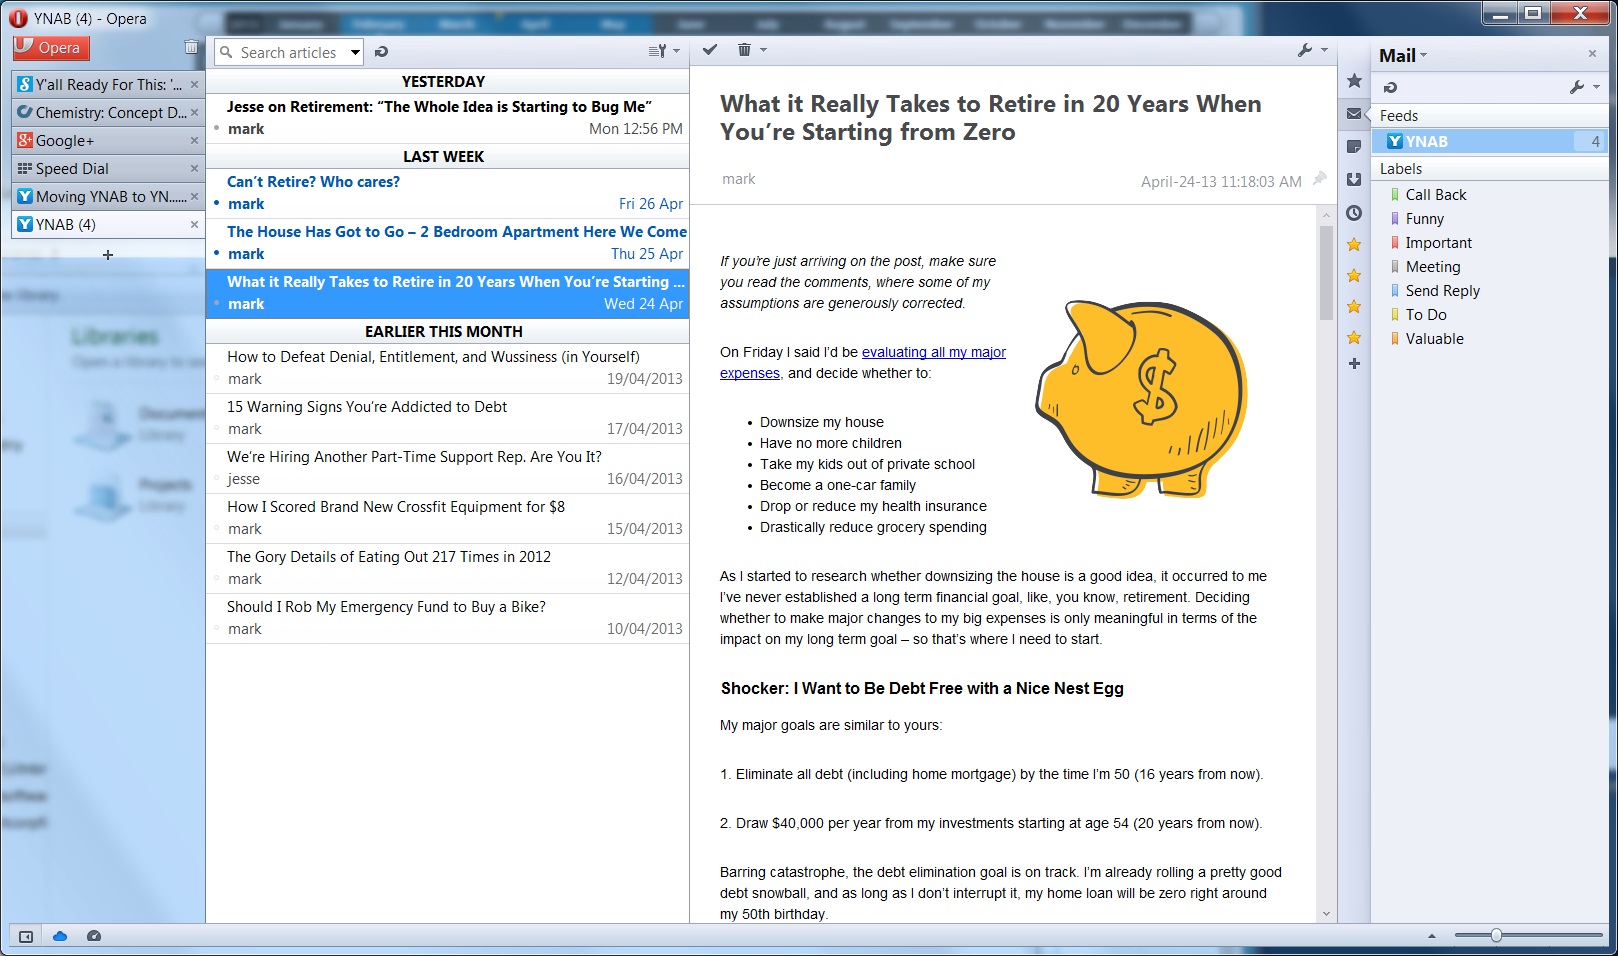 YNAB (4) - Opera
January February March April May June July August September October November December
Opera
Y'all Ready For This: '...
Chemistry: Concept D...
Google+
Speed Dial
Moving YNAB to YN......
YNAB (4)
Libraries
Open a library to
Documen
Library
Projects
Library
Search articles
YESTERDAY
Jesse on Retirement: “The Whole Idea is Starting to Bug Me”
mark Mon 12:56 PM
LAST WEEK
Can’t Retire? Who cares?
mark Fri 26 Apr
The House Has Got to Go – 2 Bedroom Apartment Here We Come
mark Thu 25 Apr
What it Really Takes to Retire in 20 Years When You’re Starting ...
mark Wed 24 Apr
EARLIER THIS MONTH
How to Defeat Denial, Entitlement, and Wussiness (in Yourself)
mark 19/04/2013
15 Warning Signs You’re Addicted to Debt
mark 17/04/2013
We’re Hiring Another Part-Time Support Rep. Are You It?
jesse 16/04/2013
How I Scored Brand New Crossfit Equipment for $8
mark 15/04/2013
The Gory Details of Eating Out 217 Times in 2012
mark 12/04/2013
Should I Rob My Emergency Fund to Buy a Bike?
mark 10/04/2013
What it Really Takes to Retire in 20 Years When
You’re Starting from Zero
mark April-24-13 11:18:03 AM
If you’re just arriving on the post, make sure
you read the comments, where some of my
assumptions are generously corrected.
On Friday I said I’d be evaluating all my major
expenses, and decide whether to:
• Downsize my house
• Have no more children
• Take my kids out of private school
• Become a one-car family
• Drop or reduce my health insurance
• Drastically reduce grocery spending
$
As I started to research whether downsizing the house is a good idea, it occurred to me
I’ve never established a long term financial goal, like, you know, retirement. Deciding
whether to make major changes to my big expenses is only meaningful in terms of the
impact on my long term goal – so that’s where I need to start.
Shocker: I Want to Be Debt Free with a Nice Nest Egg
My major goals are similar to yours:
1. Eliminate all debt (including home mortgage) by the time I’m 50 (16 years from now).
2. Draw $40,000 per year from my investments starting at age 54 (20 years from now).
Barring catastrophe, the debt elimination goal is on track. I’m already rolling a pretty good
debt snowball, and as long as I don’t interrupt it, my home loan will be zero right around
my 50th birthday.
Mail
Feeds
YNAB 4
Labels
Call Back
Funny
Important
Meeting
Send Reply
To Do
Valuable